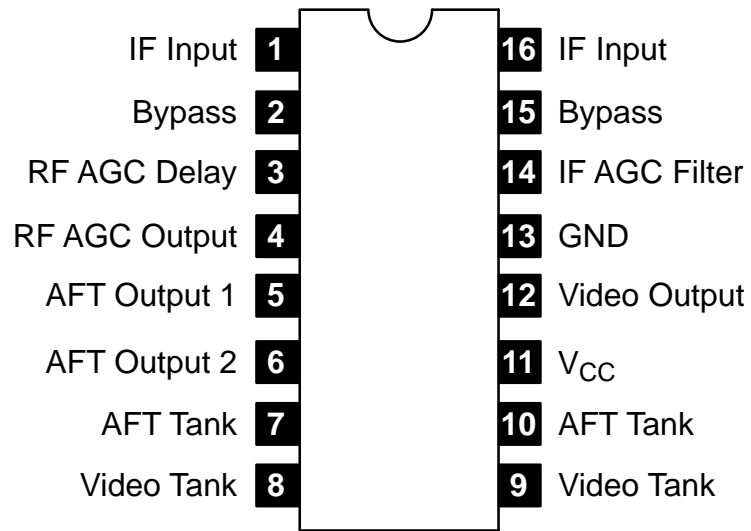 IF Input 1 16 IF Input
Bypass 2 15 Bypass
RF AGC Delay 3 14 IF AGC Filter
RF AGC Output 4 13 GND
AFT Output 1 5 12 Video Output
AFT Output 2 6 11 VCC
AFT Tank 7 10 AFT Tank
Video Tank 8 9 Video Tank